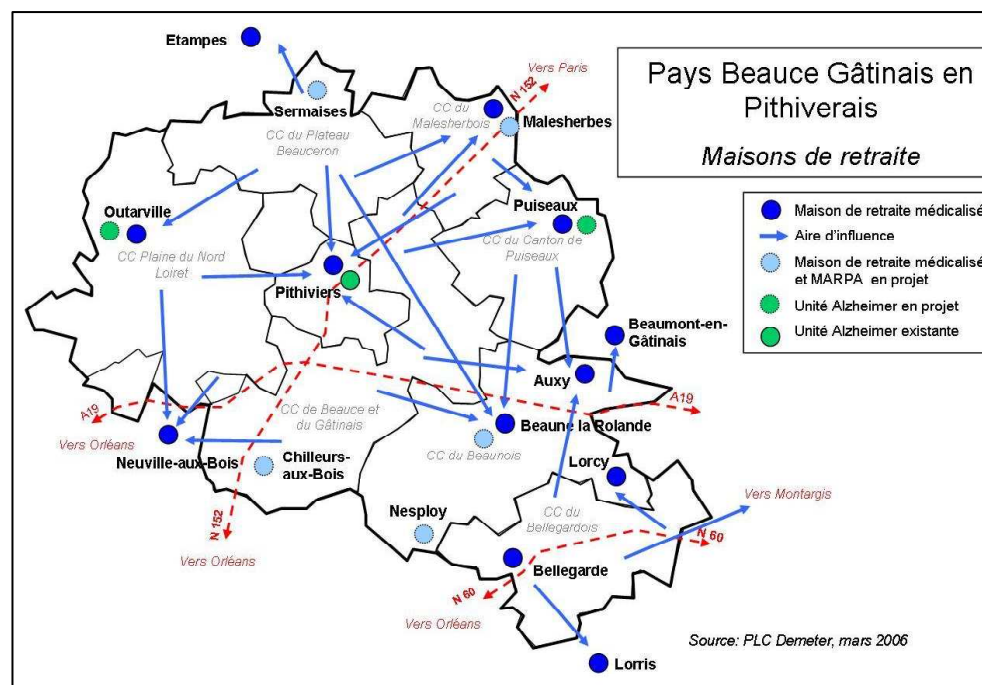 Pays Beauce Gâtinais en
Pithiverais
Maisons de retraite
Maison de retraite médicalisé
Aire d'influence
Maison de retraite médicalisé
et MARPA en projet
Unité Alzheimer en projet
Unité Alzheimer existante
Etampes
Vers Paris
N 152
Sermaises
CC du
Malesherbois
Malesherbes
CC du Plateau
Beauceron
Outarville
Puiseaux
CC Plaine du Nord
Loiret
CC du Canton de
Puiseaux
Pithiviers
Beaumont-en-
Gâtinais
Auxy
A19
A19
CC de Beauce et
du Gâtinais
Beaune la Rolande
Vers Orléans
CC du Beaunois
Neuville-aux-Bois
Chilleurs-
aux-Bois
Lorcy
Vers Montargis
Nesploy
CC du
Bellegardois
N 152
N 60
Vers Orléans
Bellegarde
N 60
Vers Orléans
Source: PLC Demeter, mars 2006
Lorris